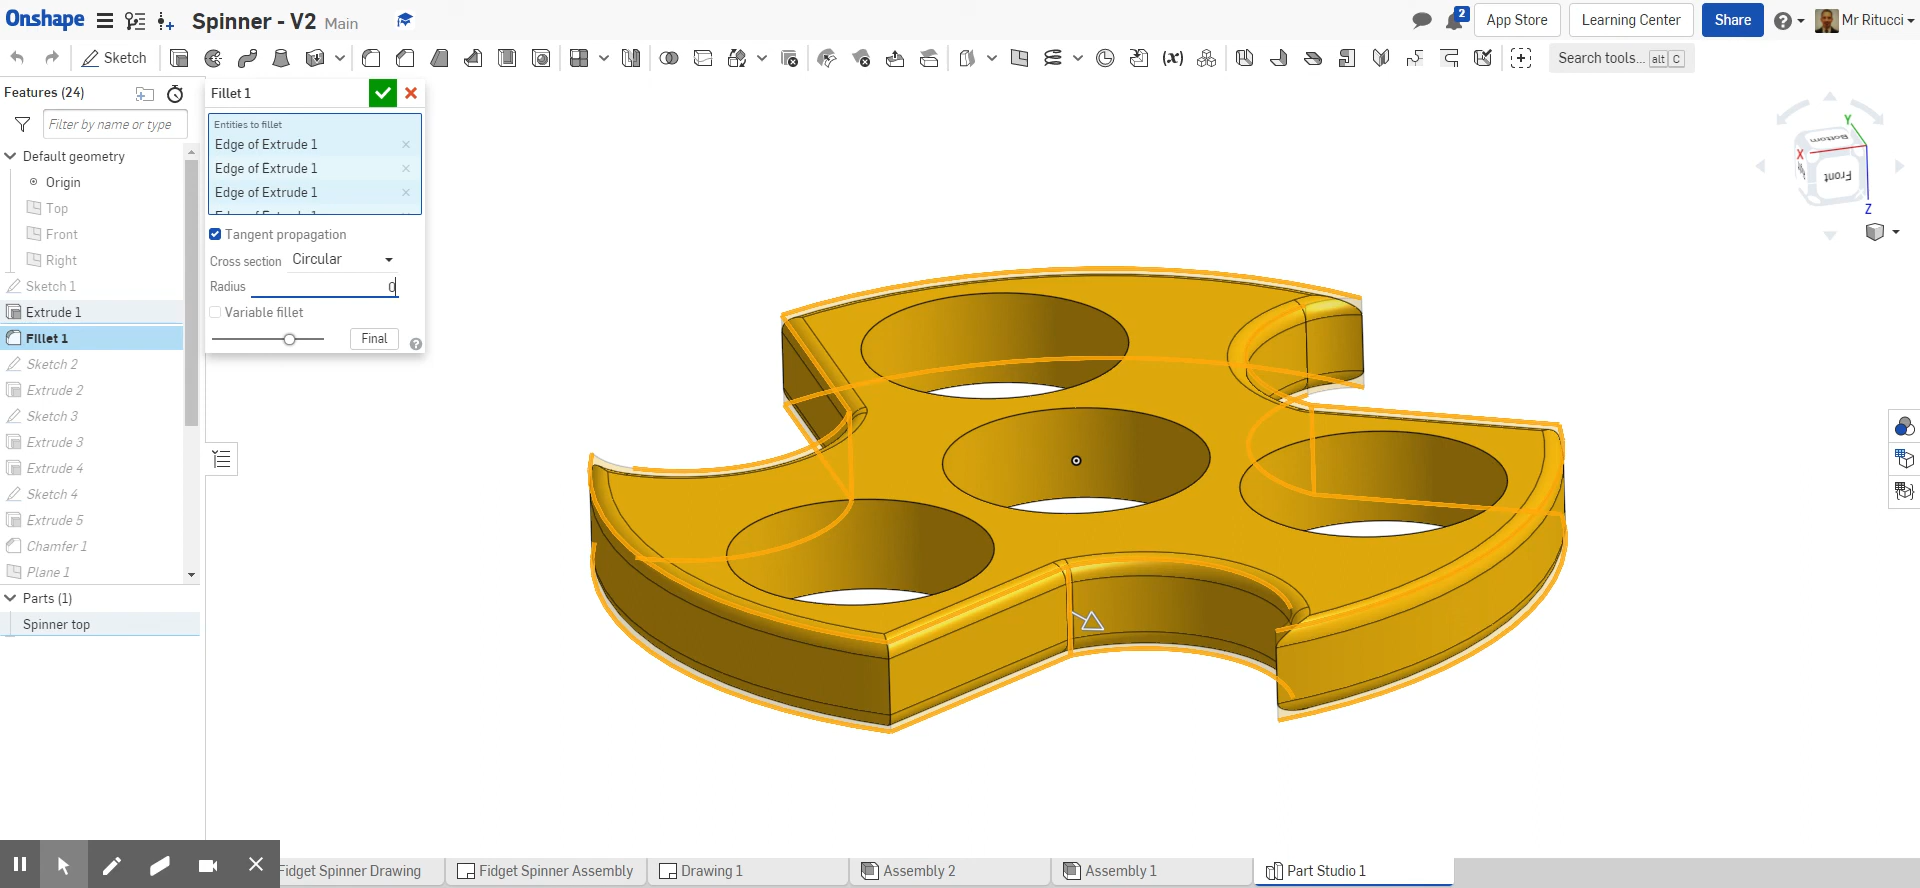 Onshape Spinner - V2 Main
2 App Store Learning Center Share Mr Ritucci
Sketch Search tools... alt C
Features (24)
Filter by name or type
Default geometry
Origin
Top
Front
Right
Sketch 1
Extrude 1
Fillet 1
Sketch 2
Extrude 2
Sketch 3
Extrude 3
Extrude 4
Sketch 4
Extrude 5
Chamfer 1
Plane 1
Parts (1)
Spinner top
Fillet 1
Entities to fillet
Edge of Extrude 1
Edge of Extrude 1
Edge of Extrude 1
Edge of Extrude 1
Tangent propagation
Cross section Circular
Radius 0
Variable fillet
Final
Y
Bottom
X
Front
Z
Fidget Spinner Drawing Fidget Spinner Assembly Drawing 1 Assembly 2 Assembly 1 Part Studio 1